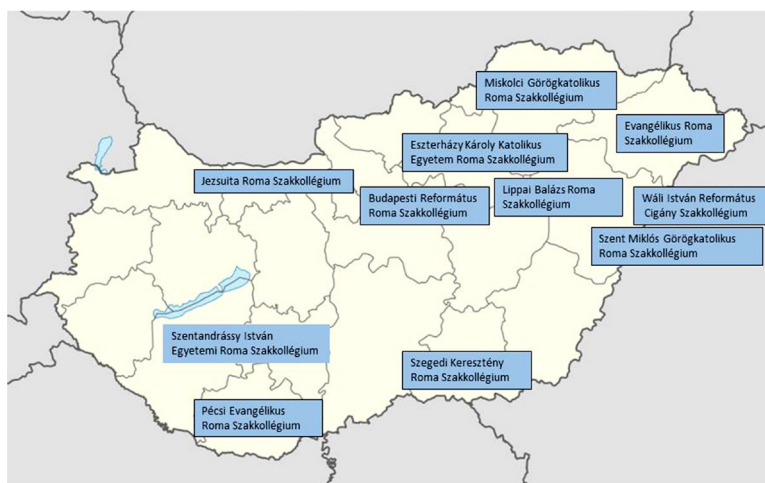 Miskolci Görögkatolikus
Roma Szakkollégium
Evangélikus Roma
Szakkollégium
Eszterházy Károly Katolikus
Egyetem Roma Szakkollégium
Jezsuita Roma Szakkollégium
Budapesti Református
Roma Szakkollégium
Lippai Balázs Roma
Szakkollégium
Wáli István Református
Cigány Szakkollégium
Szent Miklós Görögkatolikus
Roma Szakkollégium
Szentandrássy István
Egyetemi Roma Szakkollégium
Szegedi Keresztény
Roma Szakkollégium
Pécsi Evangélikus
Roma Szakkollégium